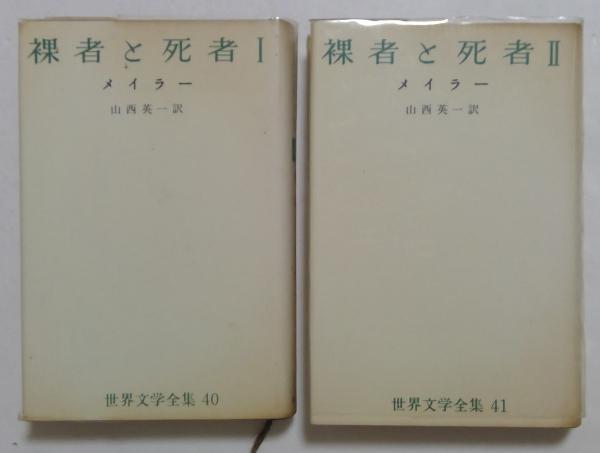 裸者と死者 Ⅰ
メイラー
山西英一訳
世界文学全集 40
裸者と死者 Ⅱ
メイラー
山西英一訳
世界文学全集 41